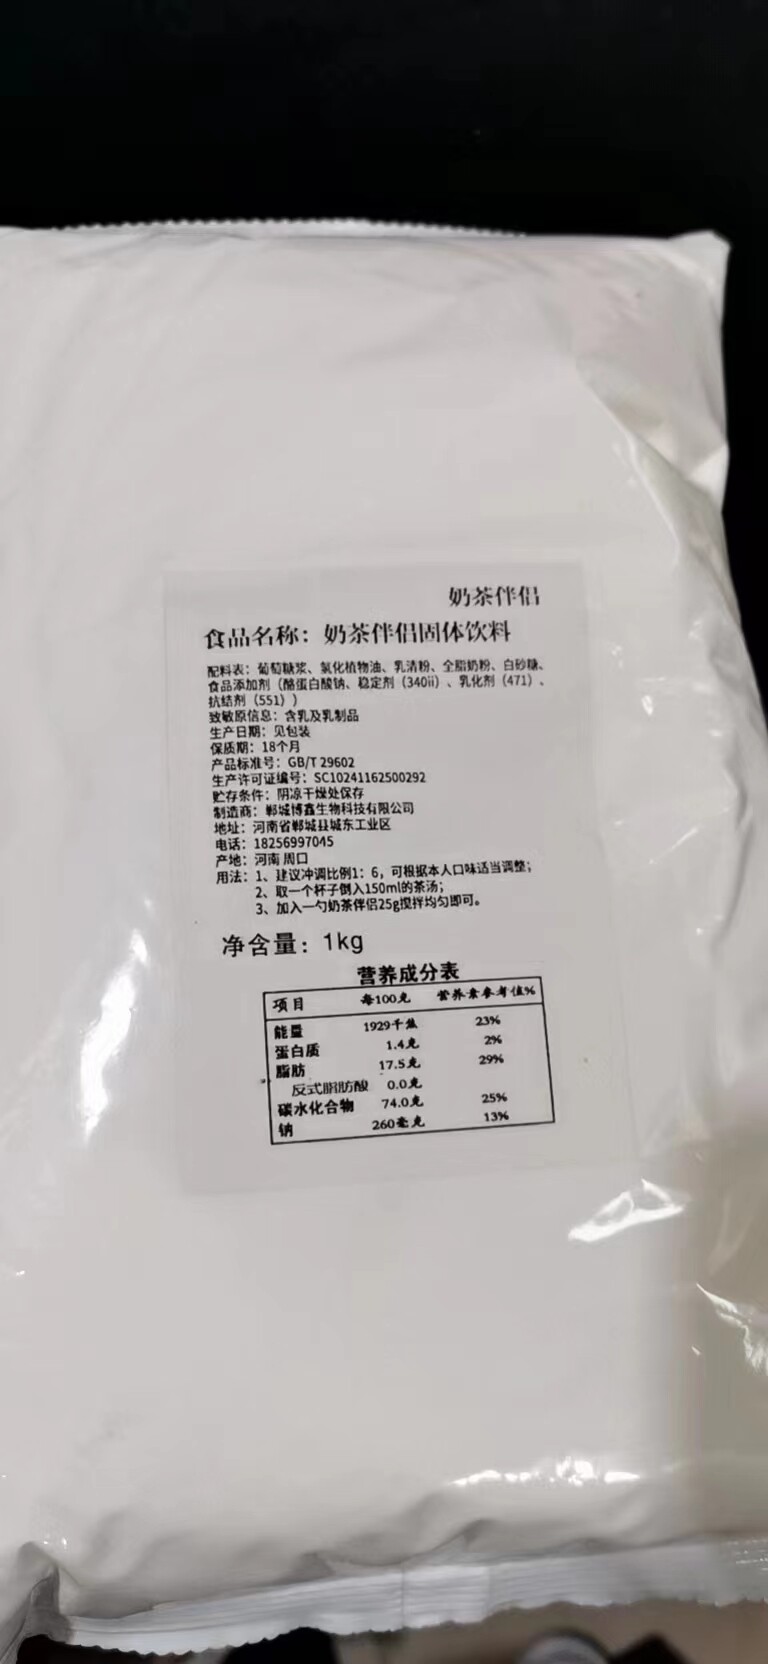 奶茶伴侣
食品名称：奶茶伴侣固体饮料
配料表：葡萄糖浆、氢化植物油、乳清粉、全脂奶粉、白砂糖、
食品添加剂（酪蛋白酸钠、稳定剂（340ii）、乳化剂（471）、
抗结剂（551））
致敏原信息：含乳及乳制品
生产日期：见包装
保质期：18个月
产品标准号：GB/T 29602
生产许可证编号：SC10241162500292
贮存条件：阴凉干燥处保存
制造商：郸城博鑫生物科技有限公司
地址：河南省郸城县城东工业区
电话：18256997045
产地：河南 周口
用法：1、建议冲调比例1：6，可根据本人口味适当调整；
2、取一个杯子倒入150ml的茶汤；
3、加入一勺奶茶伴侣25g搅拌均匀即可。
净含量：1kg
营养成分表
项目 每100克 营养素参考值%
能量 1929千焦 23%
蛋白质 1.4克 2%
脂肪 17.5克 29%
反式脂肪酸 0.0克
碳水化合物 74.0克 25%
钠 260毫克 13%